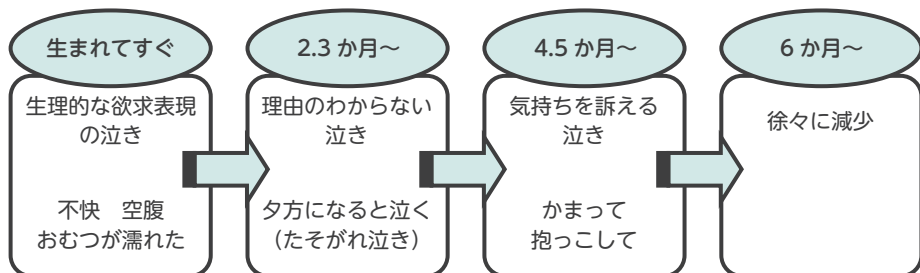 生まれてすぐ
生理的な欲求表現
の泣き
不快　空腹
おむつが濡れた
2.3 か月～
理由のわからない
泣き
夕方になると泣く
（たそがれ泣き）
4.5 か月～
気持ちを訴える
泣き
かまって
抱っこして
6 か月～
徐々に減少